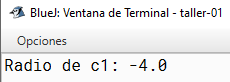 BlueJ: Ventana de Terminal - taller-01
Opciones
Radio de c1: -4.0